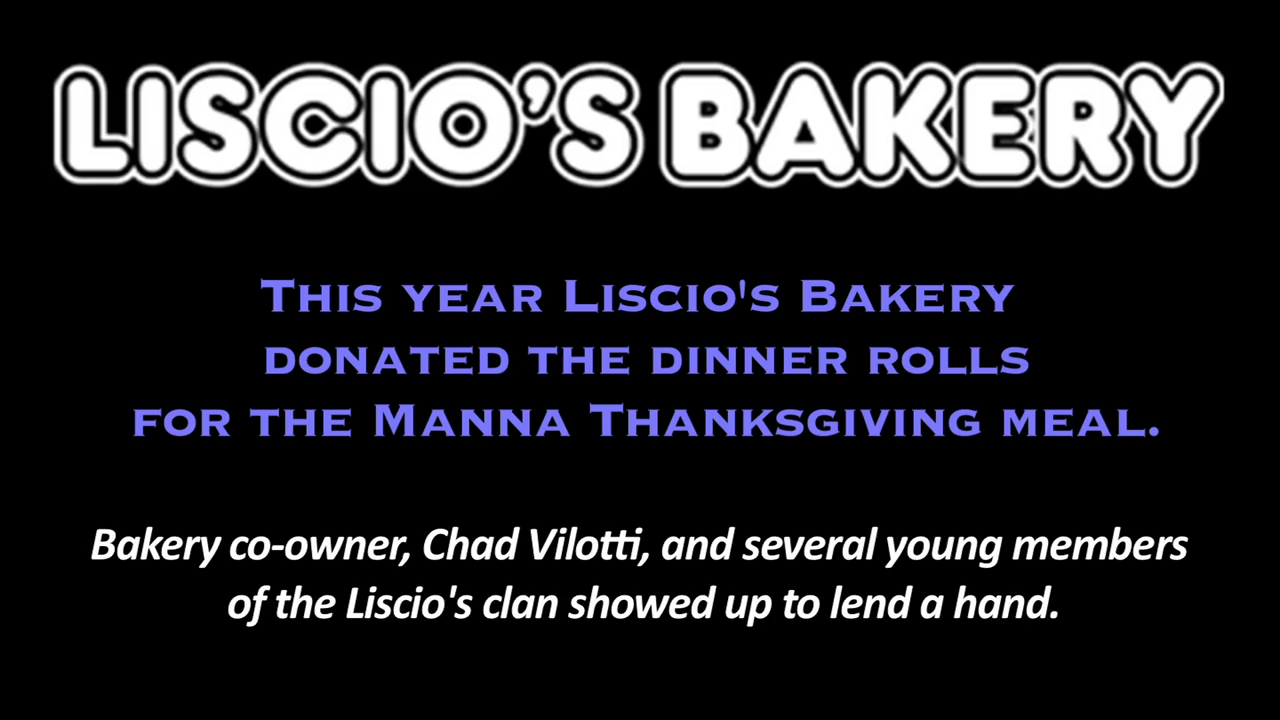 LISCIO'S BAKERY
This year Liscio's Bakery
donated the dinner rolls
for the Manna Thanksgiving meal.
Bakery co-owner, Chad Vilotti, and several young members
of the Liscio's clan showed up to lend a hand.